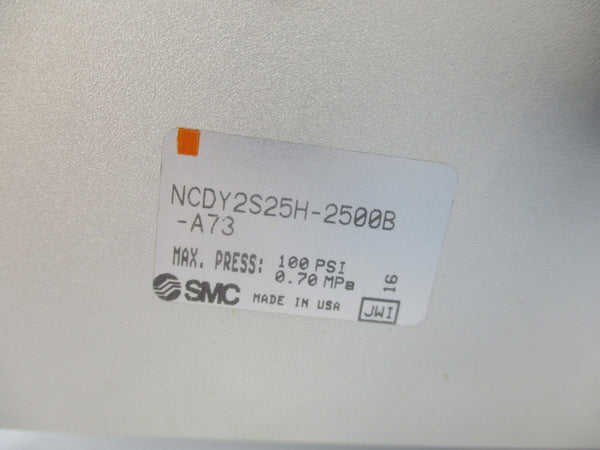 NCDY2S25H-2500B
-A73
MAX. PRESS: 100 PSI
0.70 MPa
16
SMC MADE IN USA
JWI